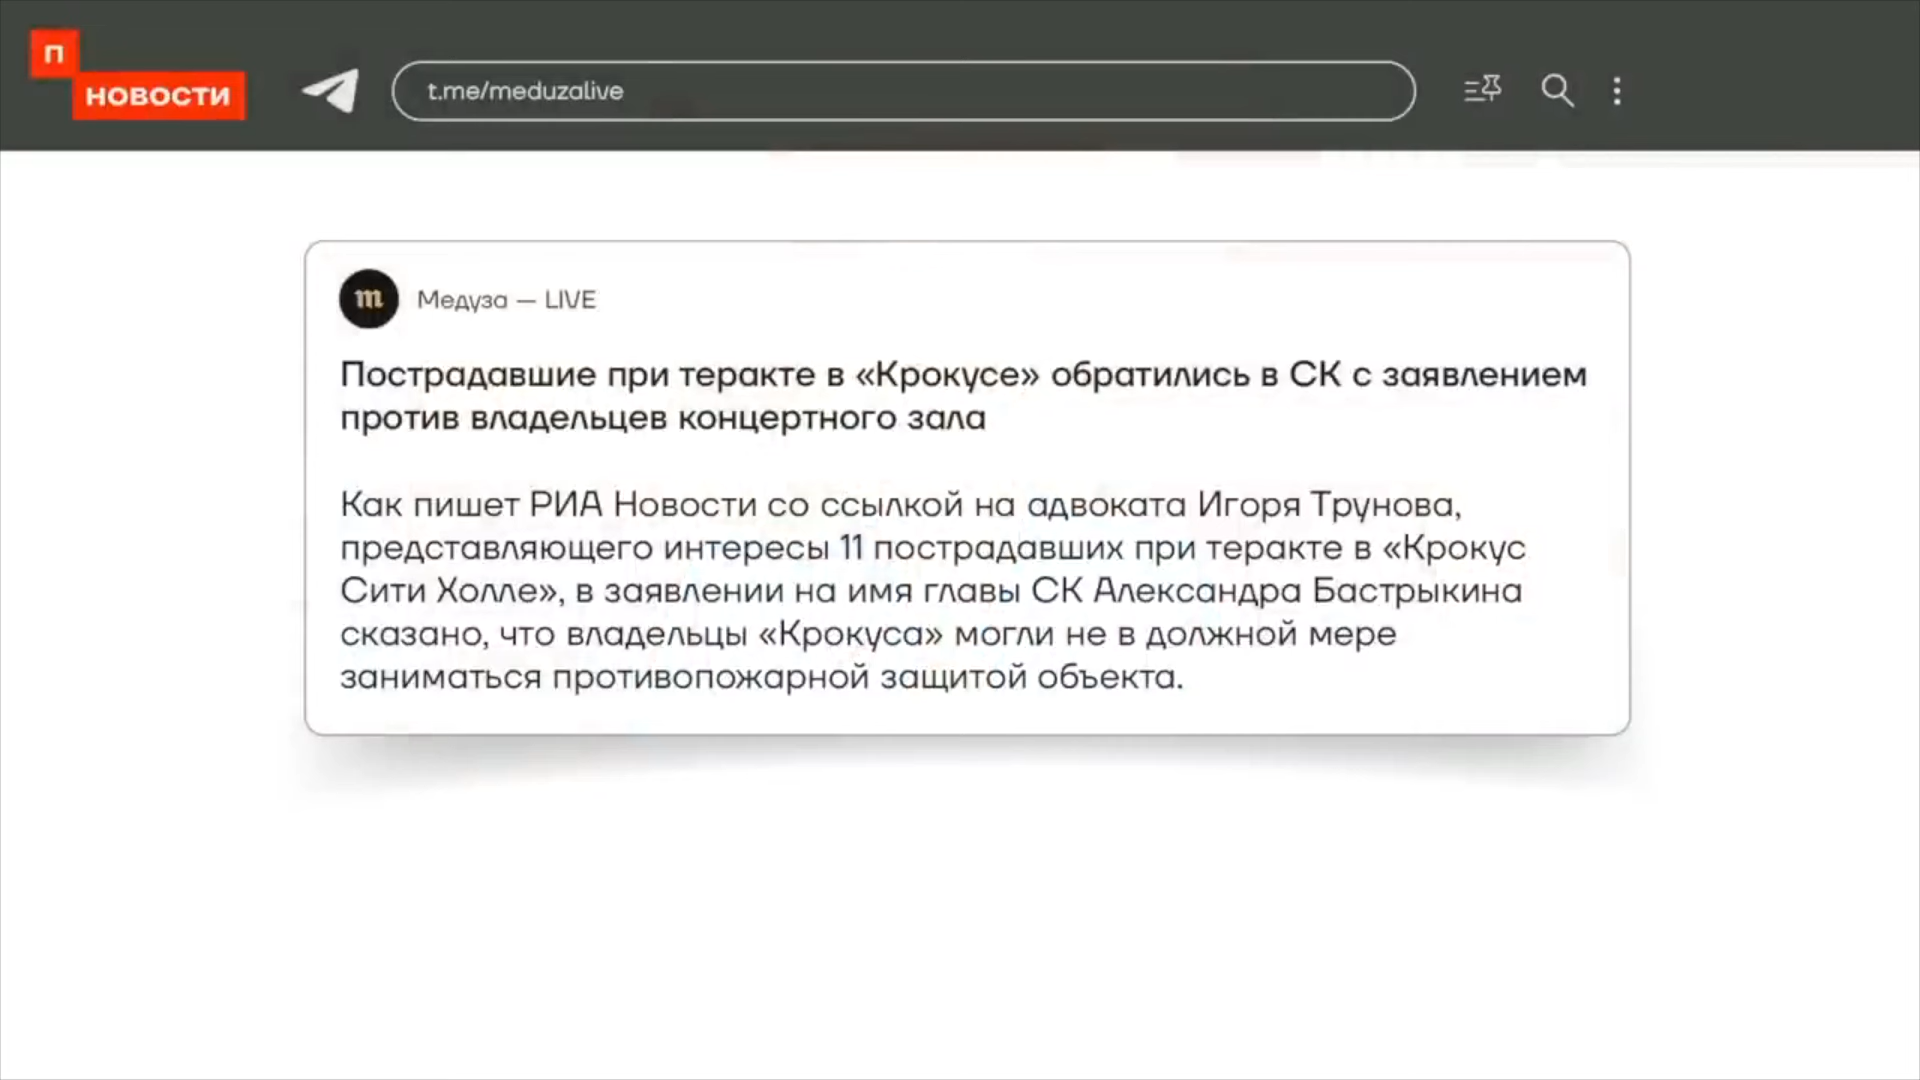 П
НОВОСТИ
t.me/meduzalive
m
Медуза — LIVE
Пострадавшие при теракте в «Крокусе» обратились в СК с заявлением
против владельцев концертного зала
Как пишет РИА Новости со ссылкой на адвоката Игоря Трунова,
представляющего интересы 11 пострадавших при теракте в «Крокус
Сити Холле», в заявлении на имя главы СК Александра Бастрыкина
сказано, что владельцы «Крокуса» могли не в должной мере
заниматься противопожарной защитой объекта.